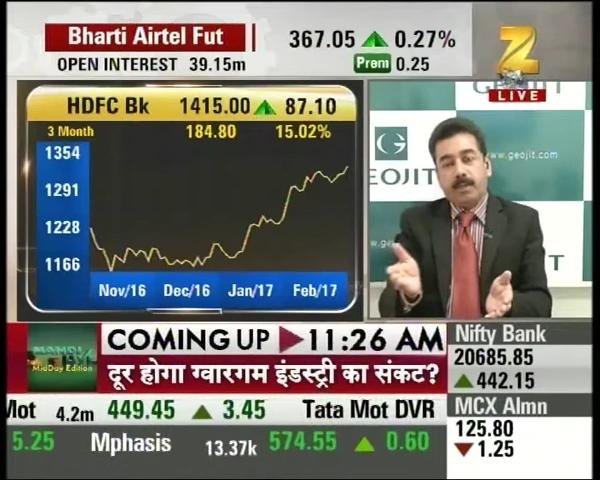 Bharti Airtel Fut
367.05 0.27%
OPEN INTEREST 39.15m
Prem 0.25
Z
LIVE
HDFC Bk 1415.00 87.10
3 Month 184.80 15.02%
1354
1291
1228
1166
Nov/16 Dec/16 Jan/17 Feb/17
GEOJIT
www.geojit.com
EOJIT
COMING UP 11:26 AM
MidDay Edition
दूर होगा ग्वारगम इंडस्ट्री का संकट?
Nifty Bank
20685.85
442.15
MCX Almn
125.80
1.25
Mot 4.2m 449.45 3.45 Tata Mot DVR
5.25 Mphasis 13.37k 574.55 0.60